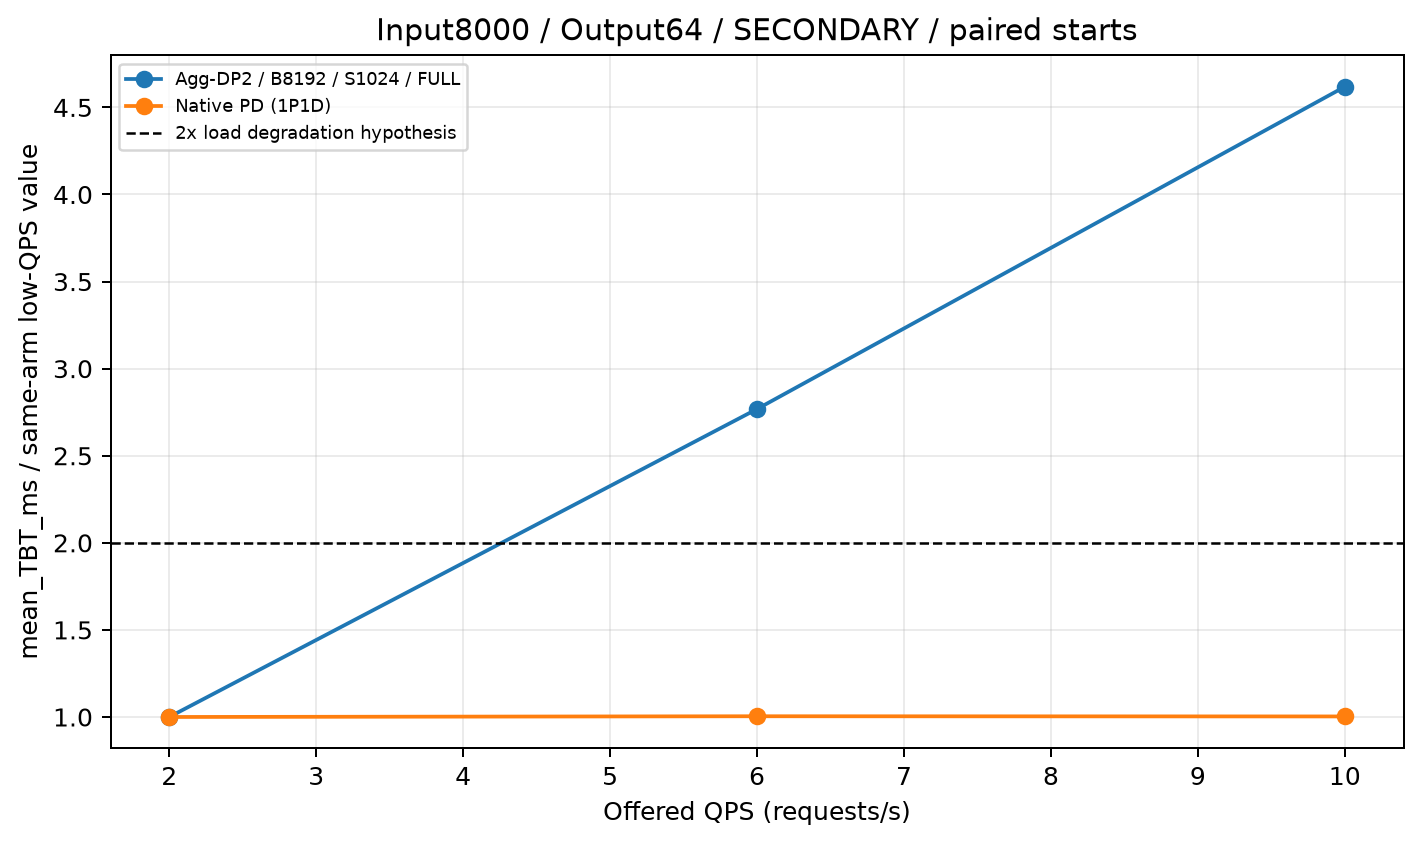 Input8000 / Output64 / SECONDARY / paired starts
Agg-DP2 / B8192 / S1024 / FULL
Native PD (1P1D)
2x load degradation hypothesis
mean_TBT_ms / same-arm low-QPS value
4.5
4.0
3.5
3.0
2.5
2.0
1.5
1.0
2 3 4 5 6 7 8 9 10
Offered QPS (requests/s)